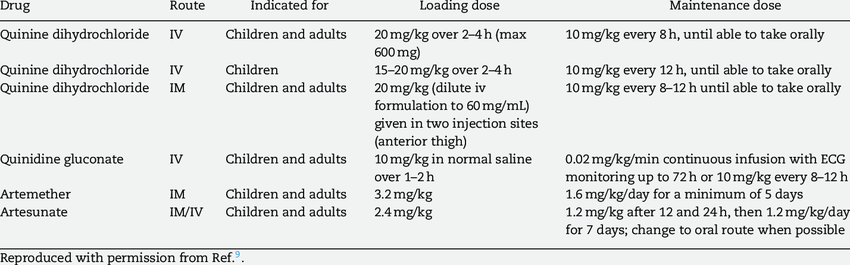 Drug Route Indicated for Loading dose Maintenance dose
Quinine dihydrochloride IV Children and adults 20 mg/kg over 2–4 h (max 10 mg/kg every 8 h, until able to take orally
600 mg)
Quinine dihydrochloride IV Children 15–20 mg/kg over 2–4 h 10 mg/kg every 12 h, until able to take orally
Quinine dihydrochloride IM Children and adults 20 mg/kg (dilute iv 10 mg/kg every 8–12 h until able to take orally
formulation to 60 mg/mL)
given in two injection sites
(anterior thigh)
Quinidine gluconate IV Children and adults 10 mg/kg in normal saline 0.02 mg/kg/min continuous infusion with ECG
over 1–2 h monitoring up to 72 h or 10 mg/kg every 8–12 h
Artemether IM Children and adults 3.2 mg/kg 1.6 mg/kg/day for a minimum of 5 days
Artesunate IM/IV Children and adults 2.4 mg/kg 1.2 mg/kg after 12 and 24 h, then 1.2 mg/kg/day
for 7 days; change to oral route when possible
Reproduced with permission from Ref.9.